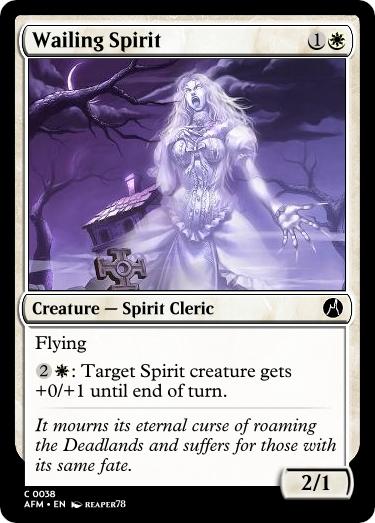 Wailing Spirit 1
Creature — Spirit Cleric
Flying
2 : Target Spirit creature gets
+0/+1 until end of turn.
It mourns its eternal curse of roaming
the Deadlands and suffers for those with
its same fate.
2/1
C 0038
AFM • EN REAPER78